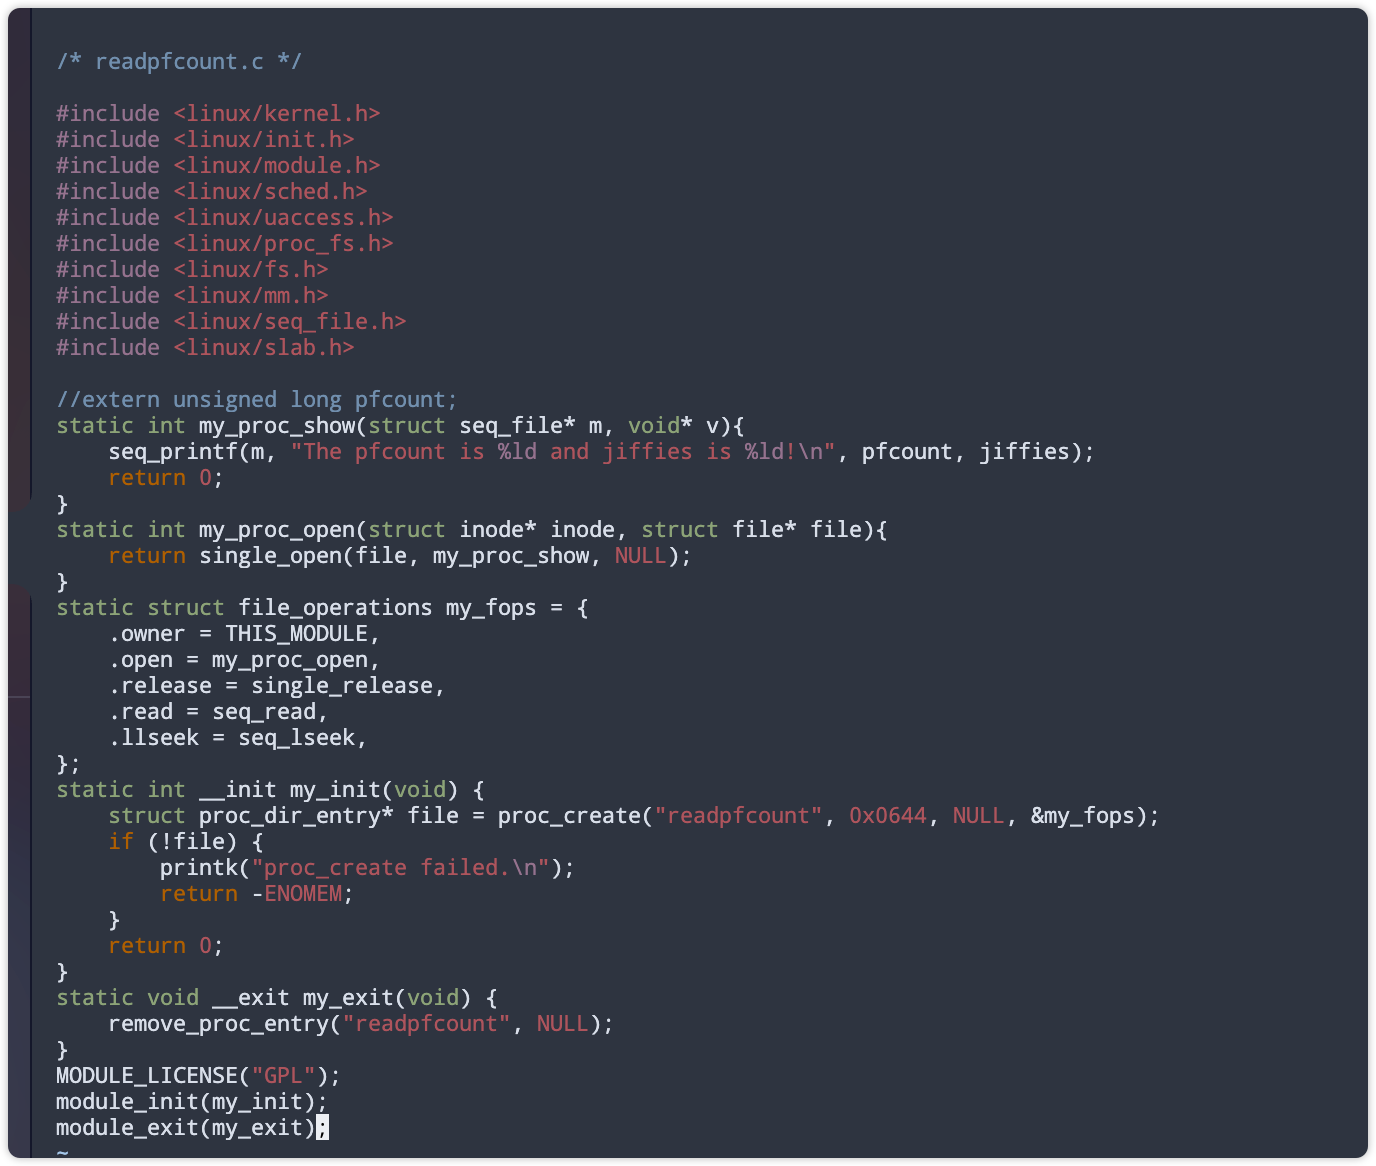 /* readpfcount.c */

#include <linux/kernel.h>
#include <linux/init.h>
#include <linux/module.h>
#include <linux/sched.h>
#include <linux/uaccess.h>
#include <linux/proc_fs.h>
#include <linux/fs.h>
#include <linux/mm.h>
#include <linux/seq_file.h>
#include <linux/slab.h>

//extern unsigned long pfcount;
static int my_proc_show(struct seq_file* m, void* v){
    seq_printf(m, "The pfcount is %ld and jiffies is %ld!\n", pfcount, jiffies);
    return 0;
}
static int my_proc_open(struct inode* inode, struct file* file){
    return single_open(file, my_proc_show, NULL);
}
static struct file_operations my_fops = {
    .owner = THIS_MODULE,
    .open = my_proc_open,
    .release = single_release,
    .read = seq_read,
    .llseek = seq_lseek,
};
static int __init my_init(void) {
    struct proc_dir_entry* file = proc_create("readpfcount", 0x0644, NULL, &my_fops);
    if (!file) {
        printk("proc_create failed.\n");
        return -ENOMEM;
    }
    return 0;
}
static void __exit my_exit(void) {
    remove_proc_entry("readpfcount", NULL);
}
MODULE_LICENSE("GPL");
module_init(my_init);
module_exit(my_exit);
~